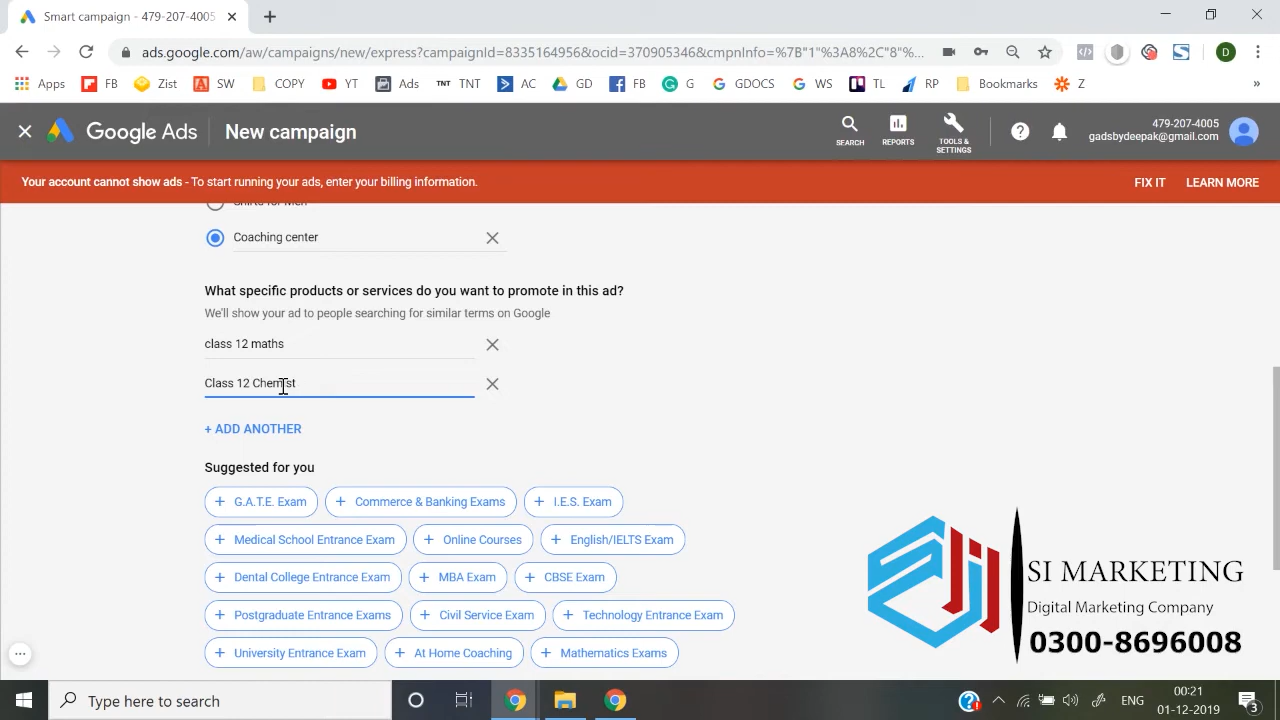 Smart campaign - 479-207-4005
ads.google.com/aw/campaigns/new/express?campaignId=8335164956&ocid=370905346&cmpnInfo=%7B"1"%3A8%2C"8"%...
D
Apps FB Zist SW COPY YT Ads TNT TNT AC GD FB G GDOCS WS TL RP Bookmarks Z »
Google Ads New campaign
SEARCH REPORTS TOOLS & SETTINGS
479-207-4005
gadsbydeepak@gmail.com
Your account cannot show ads - To start running your ads, enter your billing information. FIX IT LEARN MORE
Shirts for Men
Coaching center
What specific products or services do you want to promote in this ad?
We'll show your ad to people searching for similar terms on Google
class 12 maths
Class 12 Chemist
+ ADD ANOTHER
Suggested for you
+ G.A.T.E. Exam + Commerce & Banking Exams + I.E.S. Exam
+ Medical School Entrance Exam + Online Courses + English/IELTS Exam
+ Dental College Entrance Exam + MBA Exam + CBSE Exam
+ Postgraduate Entrance Exams + Civil Service Exam + Technology Entrance Exam
+ University Entrance Exam + At Home Coaching + Mathematics Exams
SI MARKETING
Digital Marketing Company
0300-8696008
Type here to search
ENG
00:21
01-12-2019
3